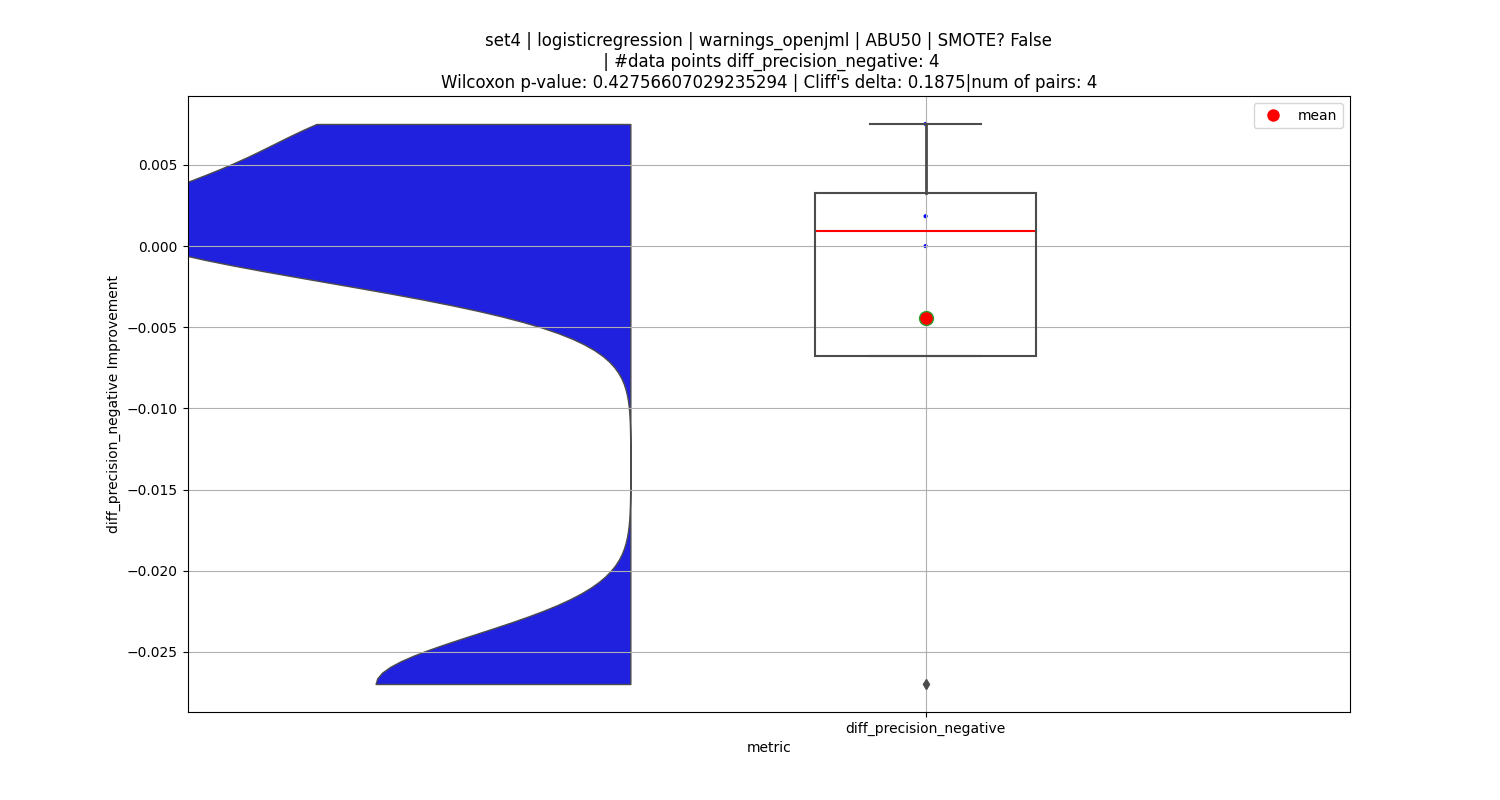 set4 | logisticregression | warnings_openjml | ABU50 | SMOTE? False
| #data points diff_precision_negative: 4
Wilcoxon p-value: 0.42756607029235294 | Cliff's delta: 0.1875|num of pairs: 4
mean
0.005
0.000
−0.005
−0.010
−0.015
−0.020
−0.025
diff_precision_negative Improvement
diff_precision_negative
metric